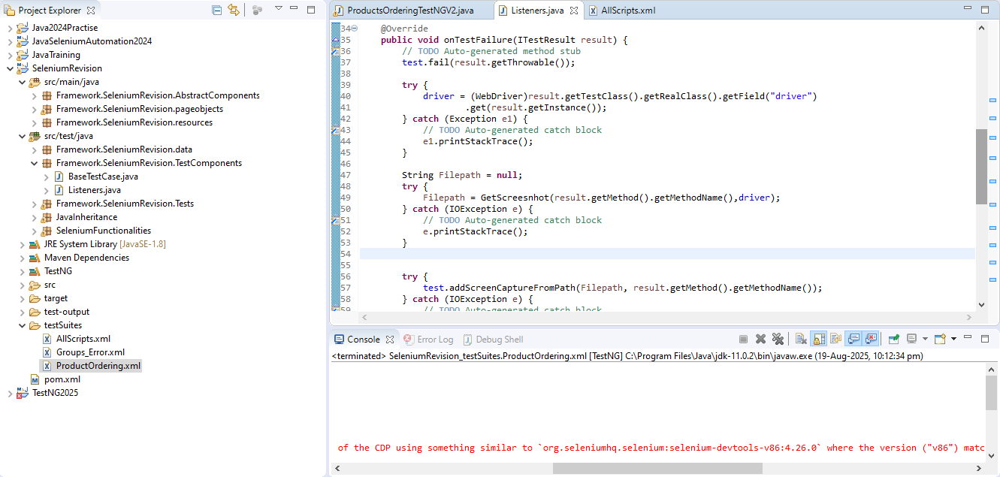 Project Explorer
Java2024Practise
JavaSeleniumAutomation2024
JavaTraining
SeleniumRevision
src/main/java
Framework.SeleniumRevision.AbstractComponents
Framework.SeleniumRevision.pageobjects
Framework.SeleniumRevision.resources
src/test/java
Framework.SeleniumRevision.data
Framework.SeleniumRevision.TestComponents
BaseTestCase.java
Listeners.java
Framework.SeleniumRevision.Tests
JavaInheritance
SeleniumFunctionalities
JRE System Library [JavaSE-1.8]
Maven Dependencies
TestNG
src
target
test-output
testSuites
AllScripts.xml
Groups_Error.xml
ProductOrdering.xml
pom.xml
TestNG2025
ProductsOrderingTestNGV2.java Listeners.java AllScripts.xml
34 @Override
35 public void onTestFailure(ITestResult result) {
36 // TODO Auto-generated method stub
37 test.fail(result.getThrowable());
38
39 try {
40 driver = (WebDriver)result.getTestClass().getRealClass().getField("driver")
41 .get(result.getInstance());
42 } catch (Exception e1) {
43 // TODO Auto-generated catch block
44 e1.printStackTrace();
45 }
46
47 String Filepath = null;
48 try {
49 Filepath = GetScreesnhot(result.getMethod().getMethodName(),driver);
50 } catch (IOException e) {
51 // TODO Auto-generated catch block
52 e.printStackTrace();
53 }
54
55
56 try {
57 test.addScreenCaptureFromPath(Filepath, result.getMethod().getMethodName());
58 } catch (IOException e) {
59 // TODO Auto-generated catch block
Console Error Log Debug Shell
<terminated> SeleniumRevision_testSuites.ProductOrdering.xml [TestNG] C:\Program Files\Java\jdk-11.0.2\bin\javaw.exe (19-Aug-2025, 10:12:34 pm)
of the CDP using something similar to `org.seleniumhq.selenium:selenium-devtools-v86:4.26.0` where the version ("v86") matc